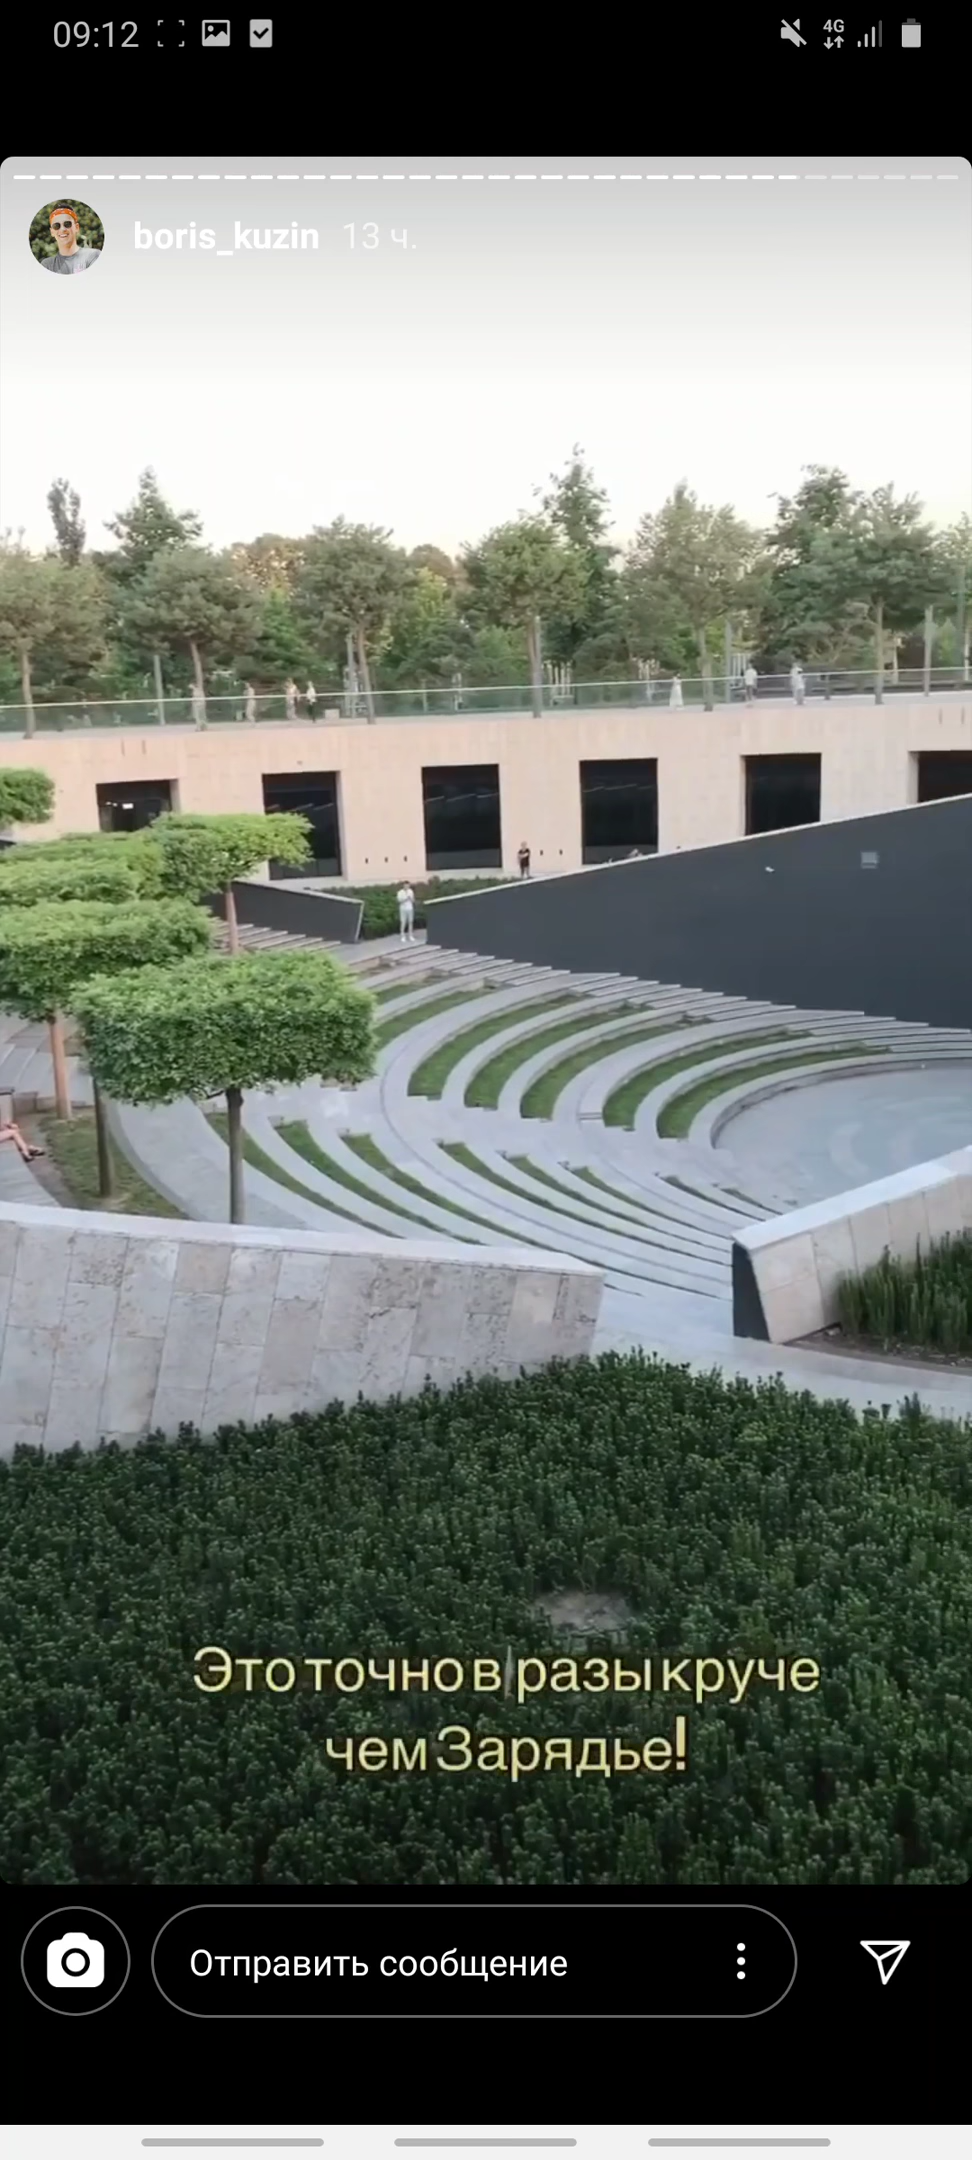 09:12
4G
boris_kuzin 13 ч.
Это точно в разы круче
чем Зарядье!
Отправить сообщение